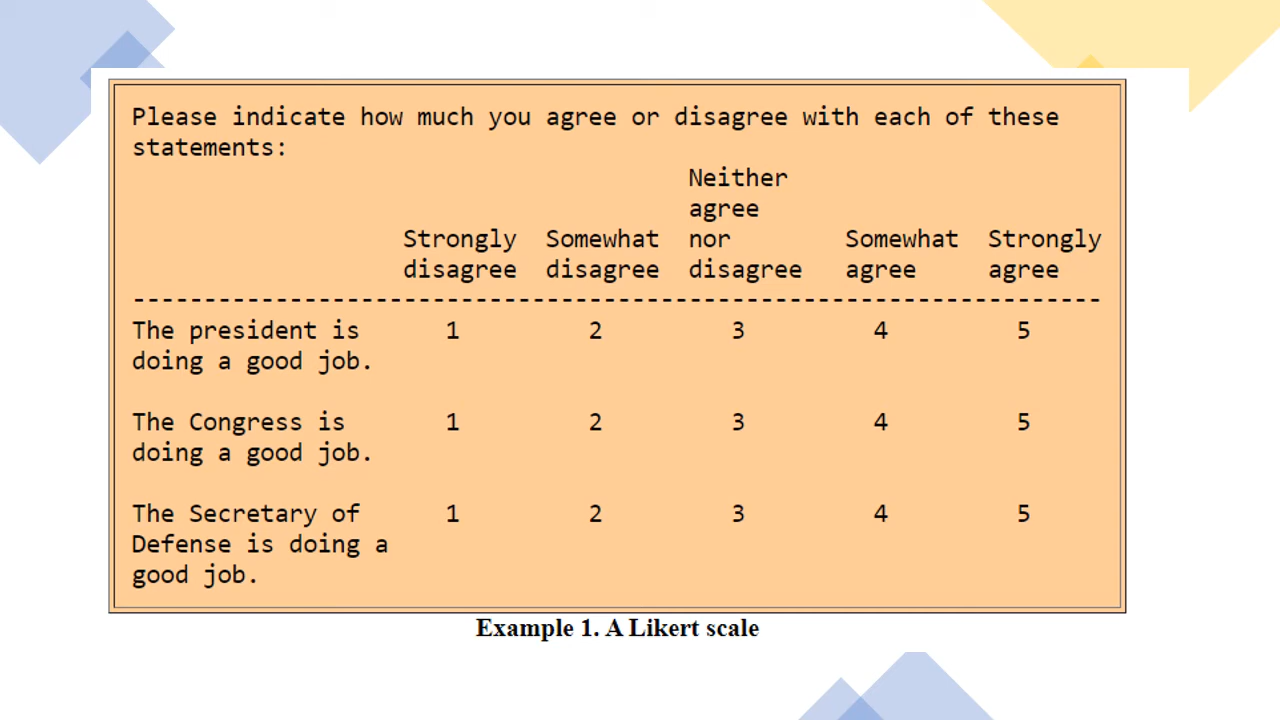 Please indicate how much you agree or disagree with each of these
statements:
Neither
agree
Strongly Somewhat nor Somewhat Strongly
disagree disagree disagree agree agree
--------------------------------------------------------------------
The president is 1 2 3 4 5
doing a good job.
The Congress is 1 2 3 4 5
doing a good job.
The Secretary of 1 2 3 4 5
Defense is doing a
good job.
Example 1. A Likert scale